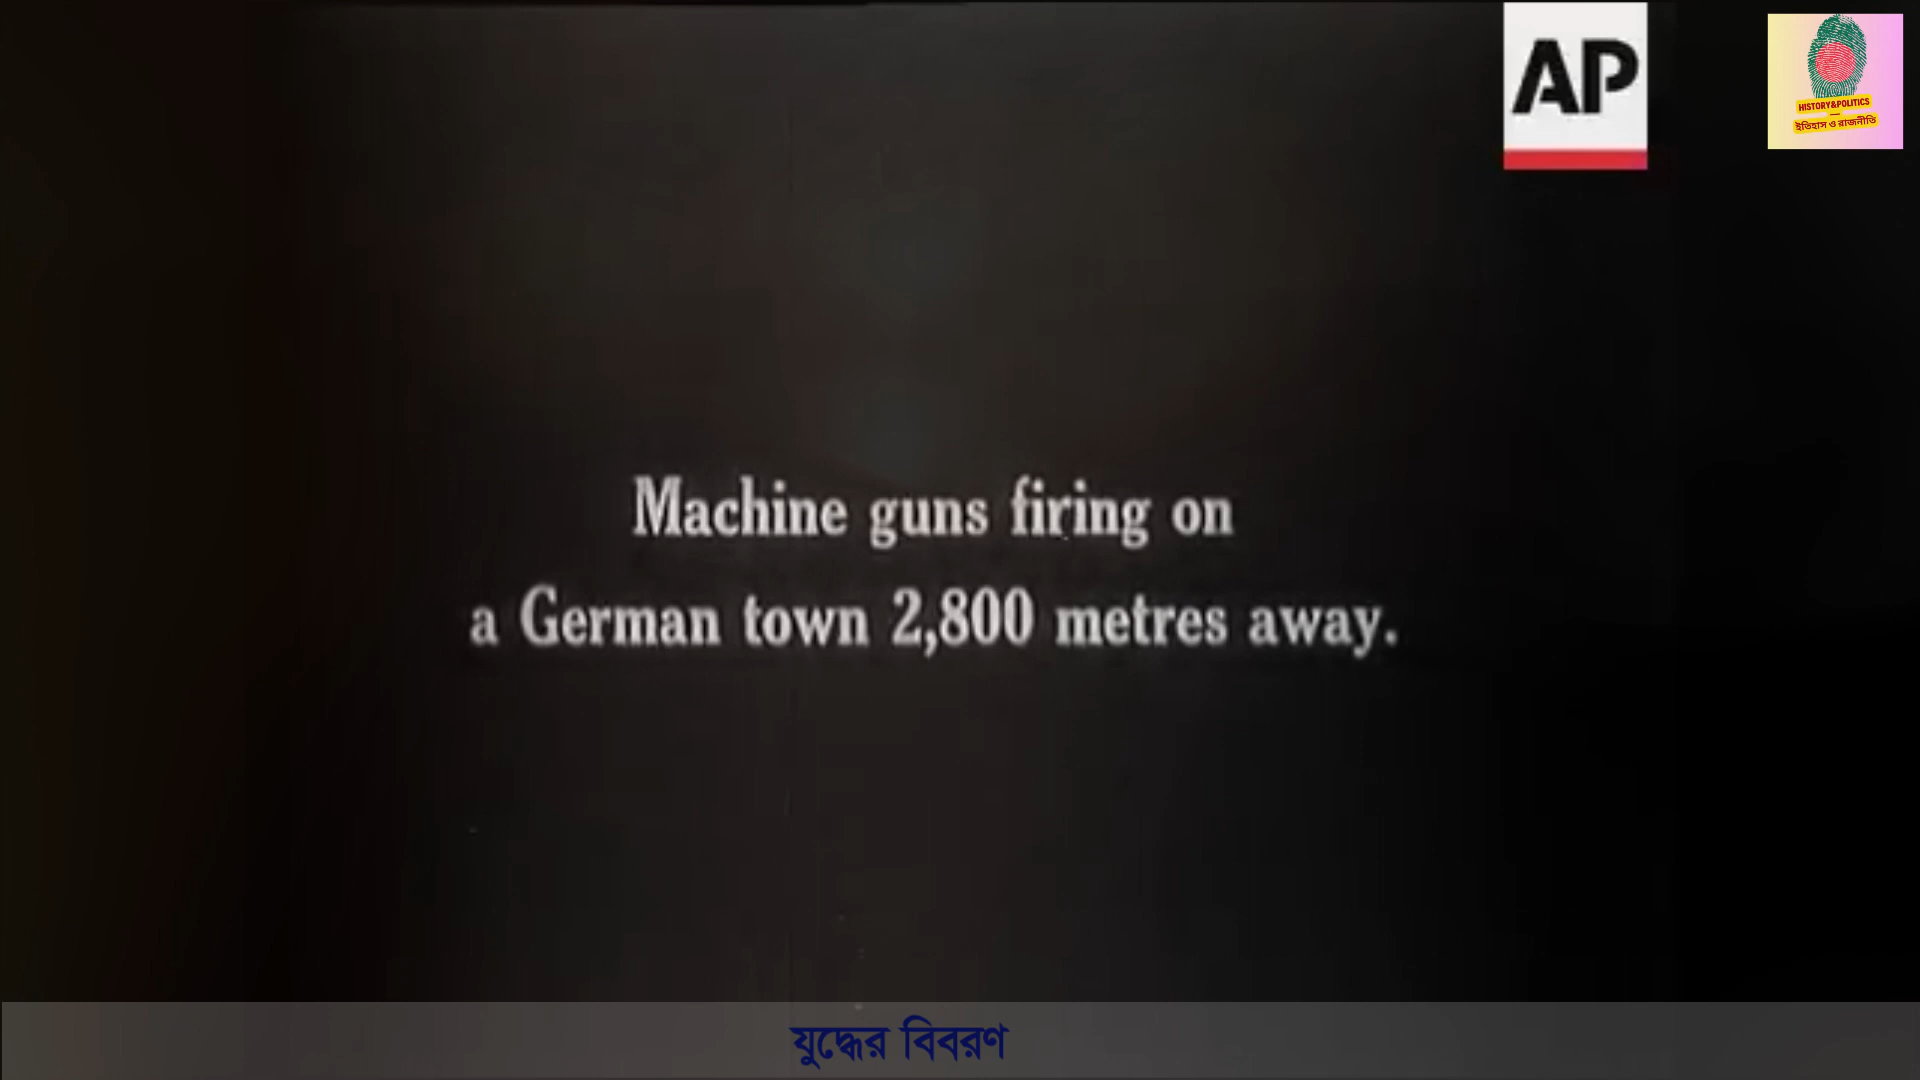 AP
HISTORY&POLITICS
ইতিহাস ও রাজনীতি
Machine guns firing on
a German town 2,800 metres away.
যুদ্ধের বিবরণ